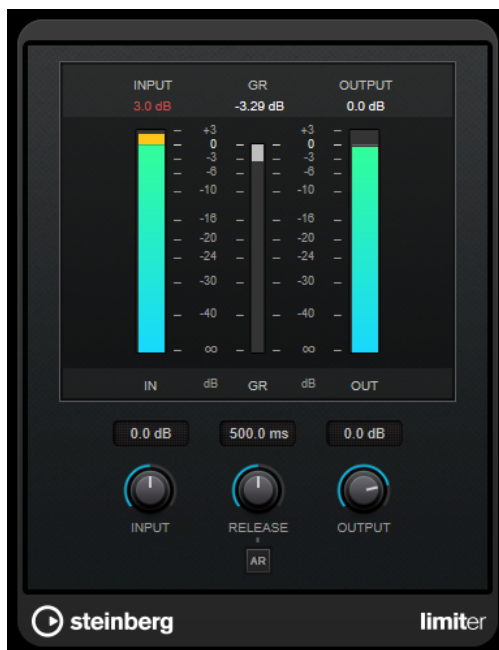 INPUT GR OUTPUT
3.0 dB -3.29 dB 0.0 dB
+3 +3
0 0
-3 -3
-6 -6
-10 -10
-16 -16
-20 -20
-24 -24
-30 -30
-40 -40
∞ ∞
IN dB GR dB OUT
0.0 dB 500.0 ms 0.0 dB
INPUT RELEASE OUTPUT
AR
steinberg limiter